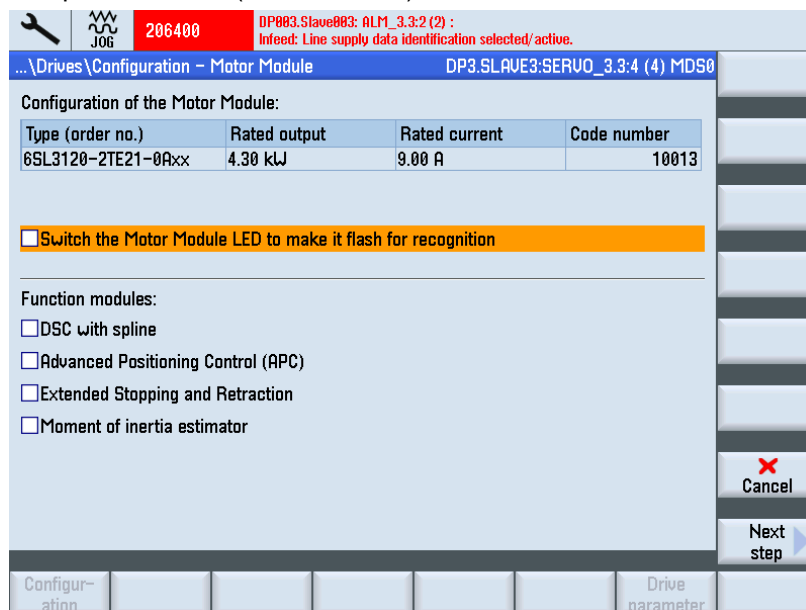 JOG
206400
DP003.Slave003: ALM_3.3:2 (2) :
Infeed: Line supply data identification selected/active.
...\Drives\Configuration – Motor Module
DP3.SLAVE3:SERVO_3.3:4 (4) MDS0
Configuration of the Motor Module:
Type (order no.) Rated output Rated current Code number
6SL3120-2TE21-0Axx 4.30 kW 9.00 A 10013
Switch the Motor Module LED to make it flash for recognition
Function modules:
DSC with spline
Advanced Positioning Control (APC)
Extended Stopping and Retraction
Moment of inertia estimator
Cancel
Next
step
Configur-
ation
Drive
parameter